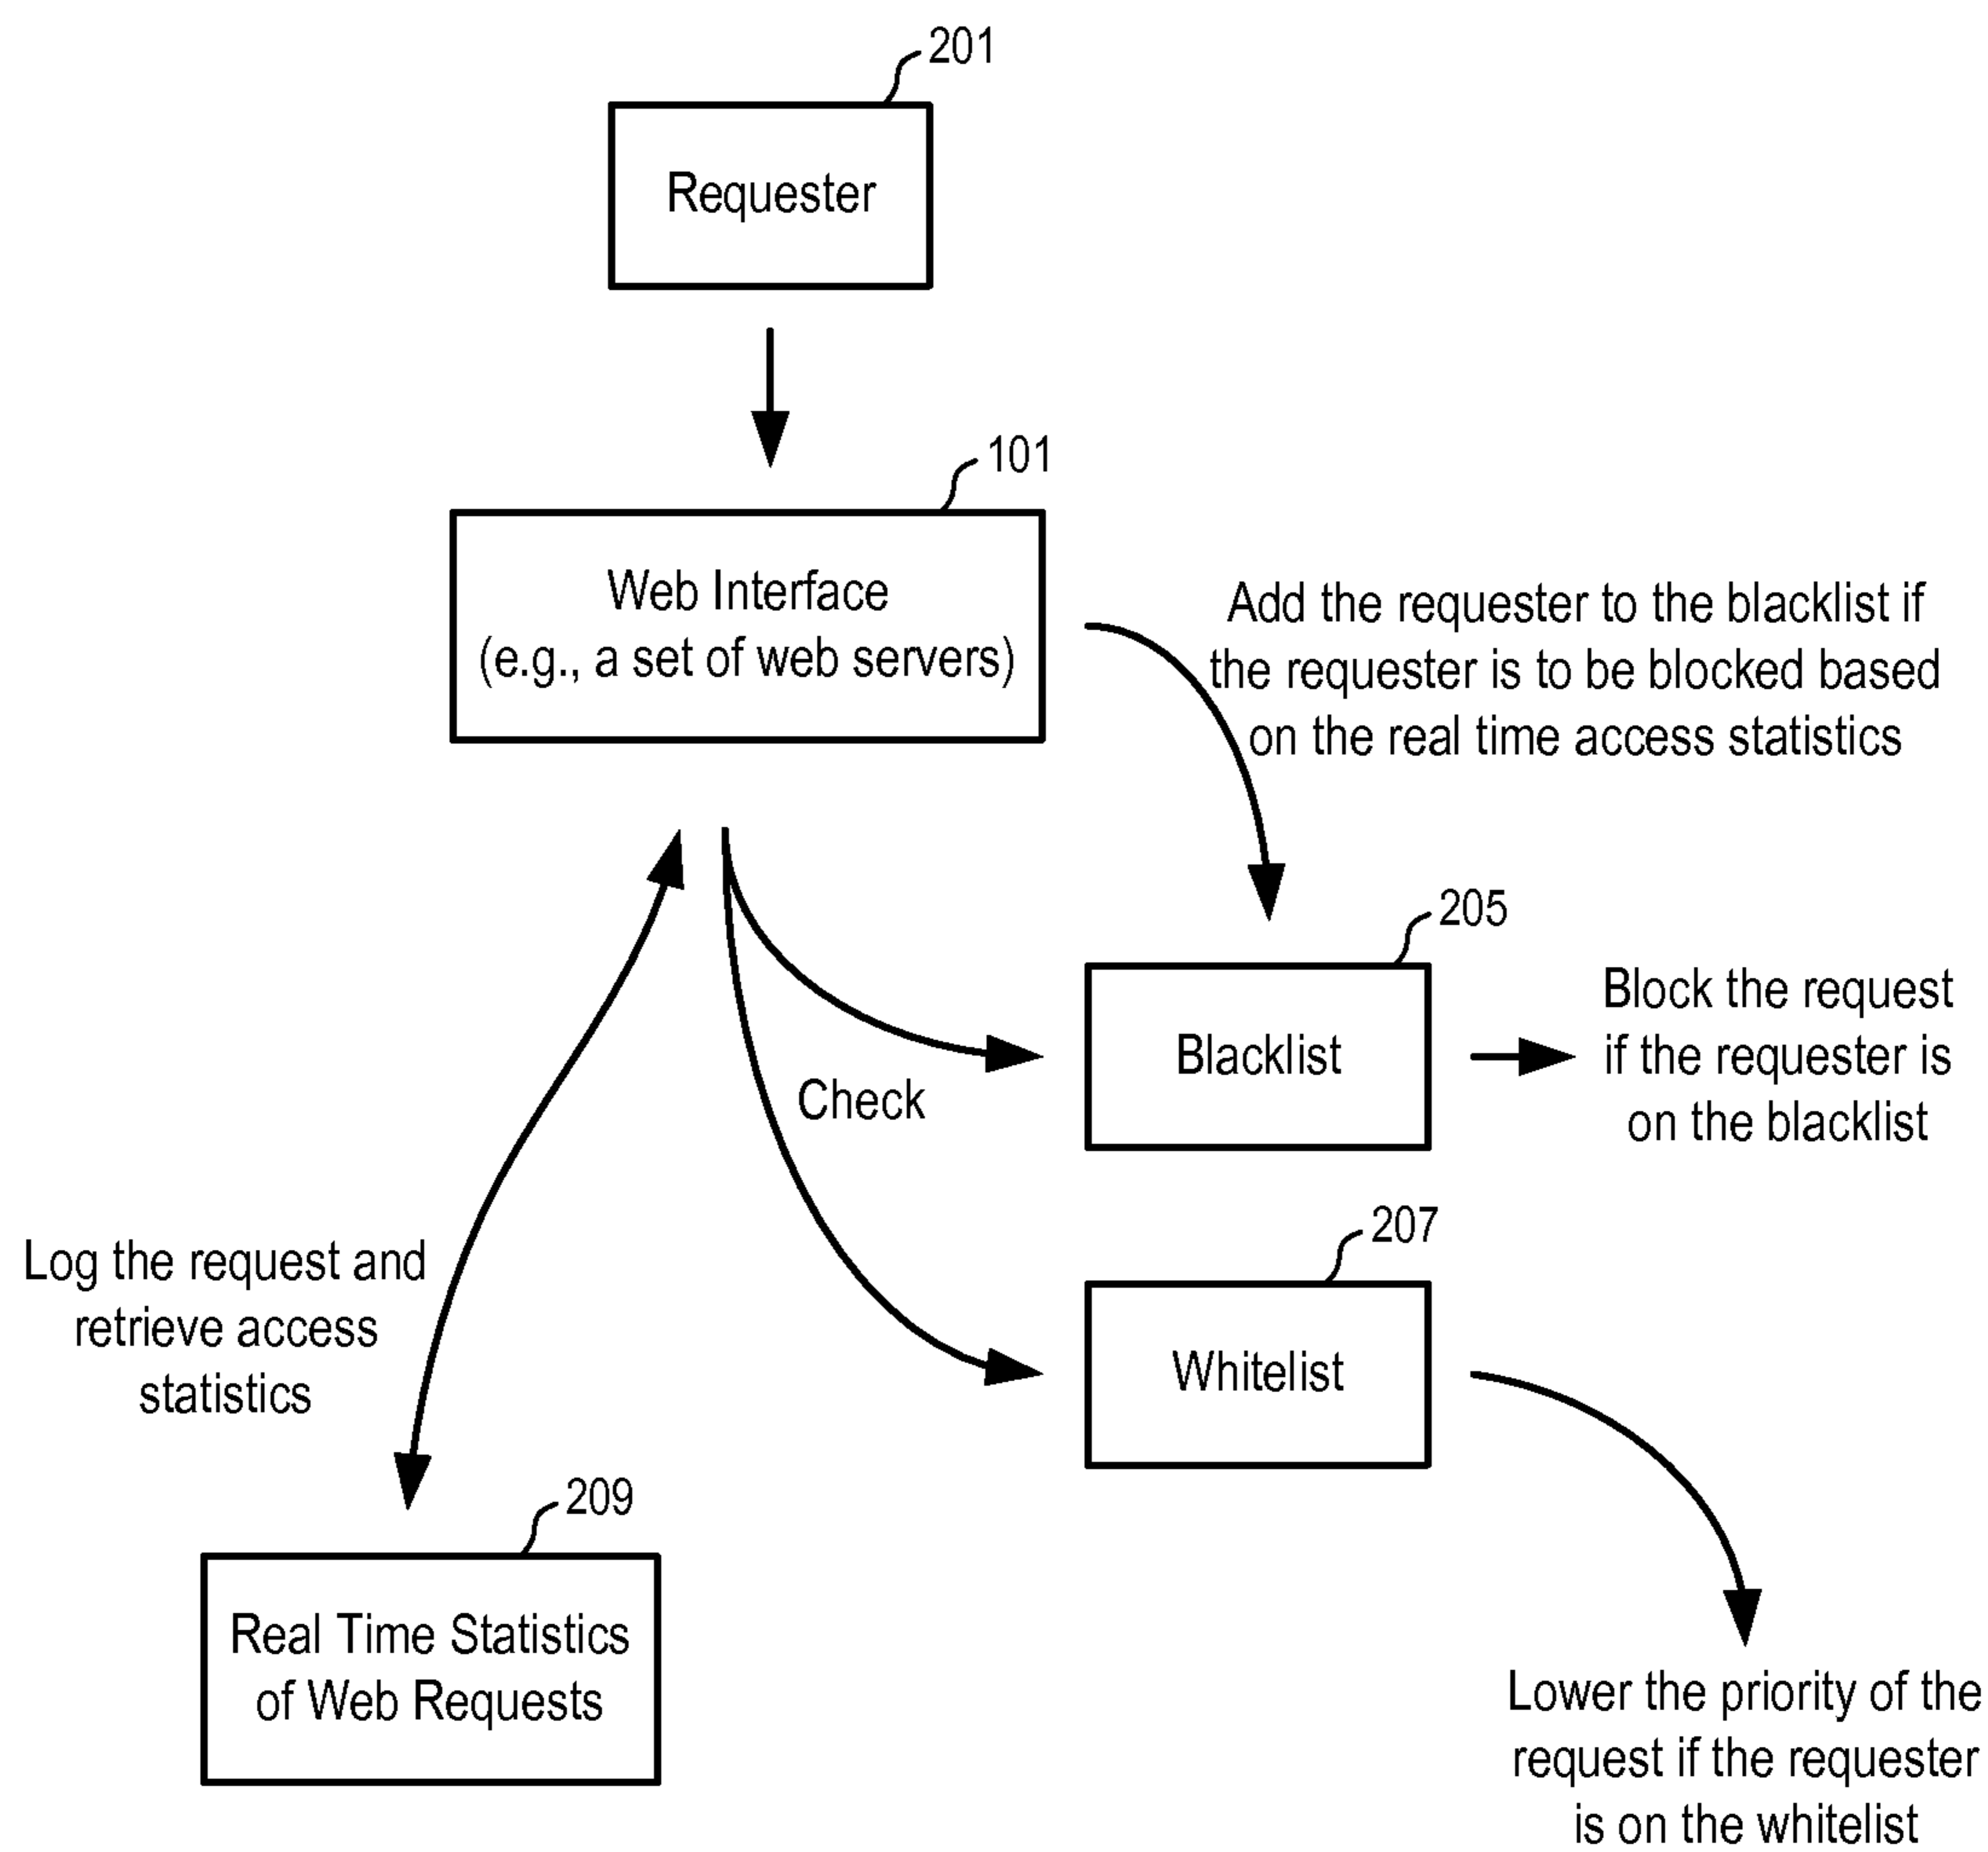 201
Requester
101
Web Interface
(e.g., a set of web servers)
Add the requester to the blacklist if
the requester is to be blocked based
on the real time access statistics
205
Blacklist
Block the request
if the requester is
on the blacklist
Check
207
Whitelist
Log the request and
retrieve access
statistics
209
Real Time Statistics
of Web Requests
Lower the priority of the
request if the requester
is on the whitelist